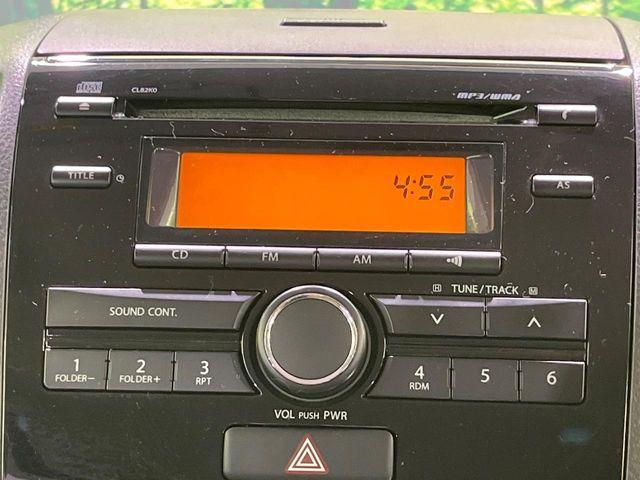 CLB2K0
MP3/WMA
TITLE
4:55
AS
CD
FM
AM
SOUND CONT.
H TUNE/TRACK M
1
FOLDER−
2
FOLDER+
3
RPT
4
RDM
5
6
VOL PUSH PWR